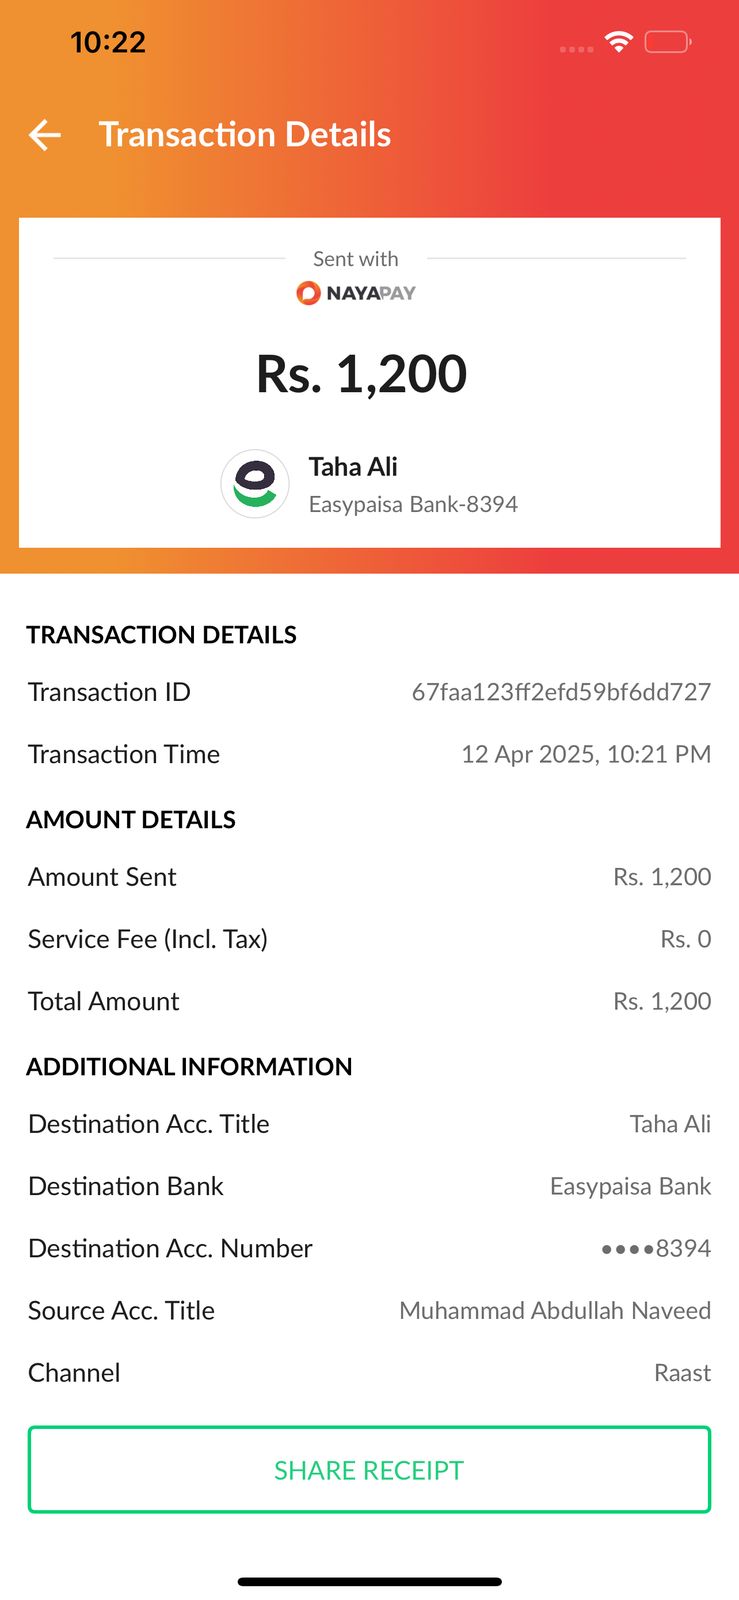 10:22
Transaction Details
Sent with
NAYAPAY
Rs. 1,200
Taha Ali
Easypaisa Bank-8394
TRANSACTION DETAILS
Transaction ID 67faa123ff2efd59bf6dd727
Transaction Time 12 Apr 2025, 10:21 PM
AMOUNT DETAILS
Amount Sent Rs. 1,200
Service Fee (Incl. Tax) Rs. 0
Total Amount Rs. 1,200
ADDITIONAL INFORMATION
Destination Acc. Title Taha Ali
Destination Bank Easypaisa Bank
Destination Acc. Number ••••8394
Source Acc. Title Muhammad Abdullah Naveed
Channel Raast
SHARE RECEIPT